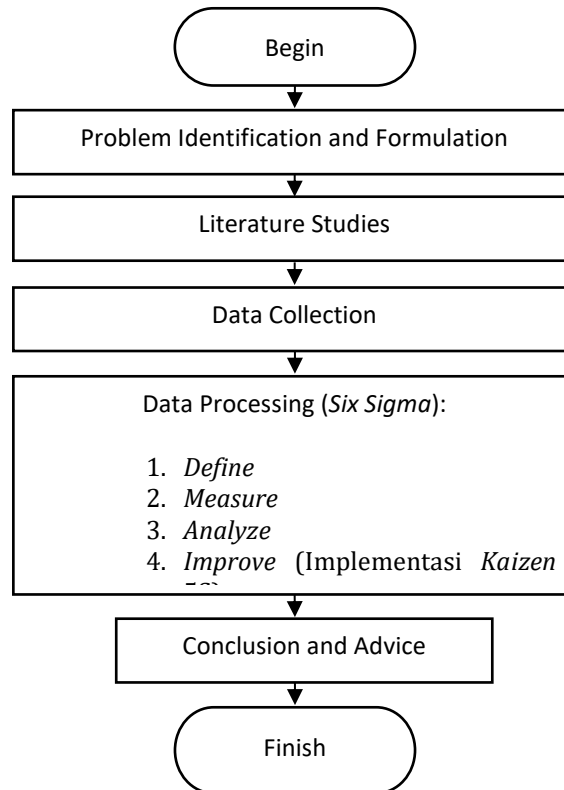 Begin
Problem Identification and Formulation
Literature Studies
Data Collection
Data Processing (Six Sigma):
1. Define
2. Measure
3. Analyze
4. Improve (Implementasi Kaizen
Conclusion and Advice
Finish